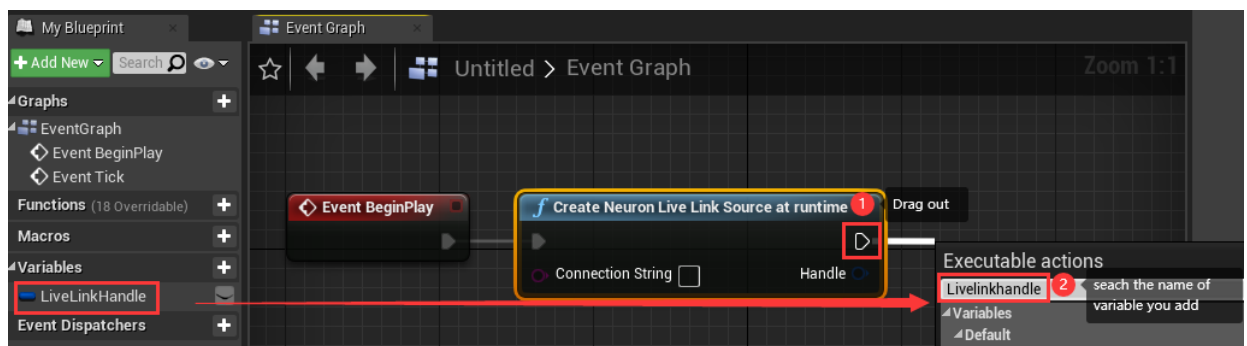 My Blueprint
Event Graph
+ Add New
Search
Untitled > Event Graph
Zoom 1:1
Graphs
EventGraph
Event BeginPlay
Event Tick
Functions (18 Overridable)
Macros
Variables
LiveLinkHandle
Event Dispatchers
Event BeginPlay
f Create Neuron Live Link Source at runtime
1
Drag out
Connection String
Handle
Executable actions
Livelinkhandle
2
seach the name of
variable you add
Variables
Default